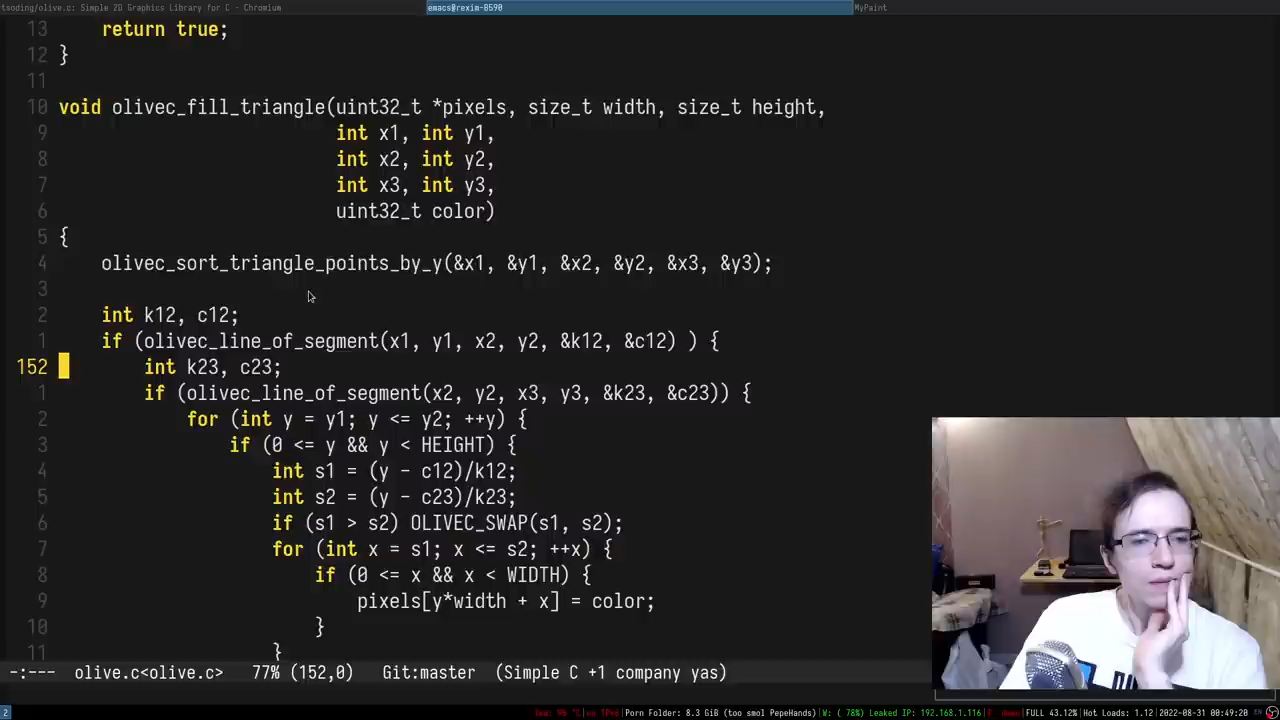 tsoding/olive.c: Simple 2D Graphics Library for C - Chromium
emacs@rexim-8590
MyPaint
13 return true;
12 }
11
10 void olivec_fill_triangle(uint32_t *pixels, size_t width, size_t height,
9 int x1, int y1,
8 int x2, int y2,
7 int x3, int y3,
6 uint32_t color)
5 {
4 olivec_sort_triangle_points_by_y(&x1, &y1, &x2, &y2, &x3, &y3);
3
2 int k12, c12;
1 if (olivec_line_of_segment(x1, y1, x2, y2, &k12, &c12) ) {
152 int k23, c23;
1 if (olivec_line_of_segment(x2, y2, x3, y3, &k23, &c23)) {
2 for (int y = y1; y <= y2; ++y) {
3 if (0 <= y && y < HEIGHT) {
4 int s1 = (y - c12)/k12;
5 int s2 = (y - c23)/k23;
6 if (s1 > s2) OLIVEC_SWAP(s1, s2);
7 for (int x = s1; x <= s2; ++x) {
8 if (0 <= x && x < WIDTH) {
9 pixels[y*width + x] = color;
10 }
11 }
-:--- olive.c<olive.c> 77% (152,0) Git:master (Simple C +1 company yas)
2
Porn Folder: 8.3 GiB (too smol PepeHands) W: ( 78%) Leaked IP: 192.168.1.116 down FULL 43.12% Hot Loads: 1.12 2022-08-31 00:49:20 EN